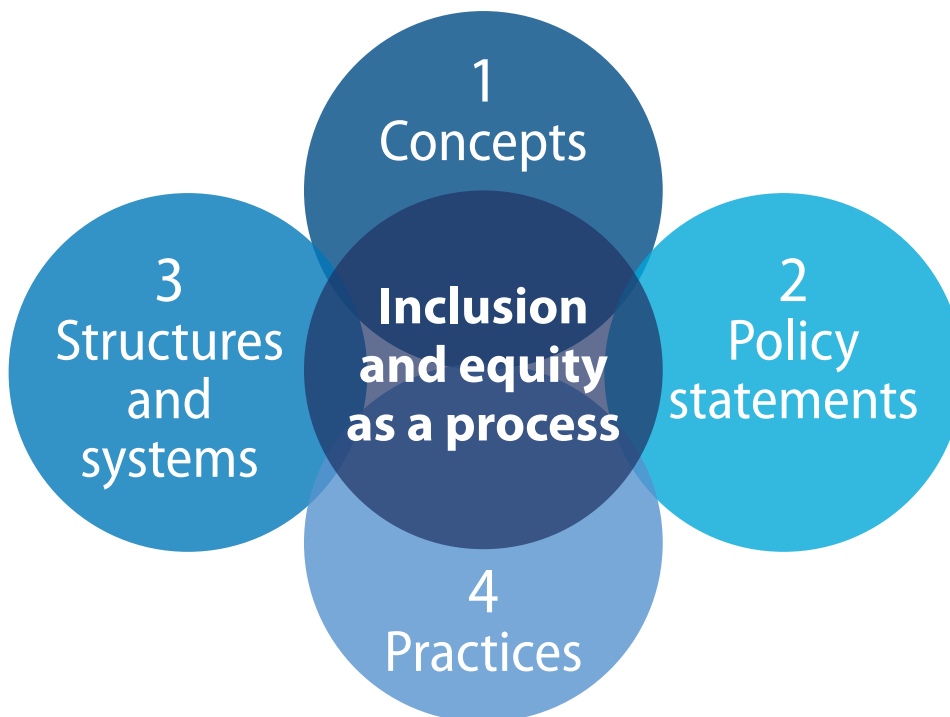 1
Concepts
2
Policy
statements
3
Structures
and
systems
Inclusion
and equity
as a process
4
Practices